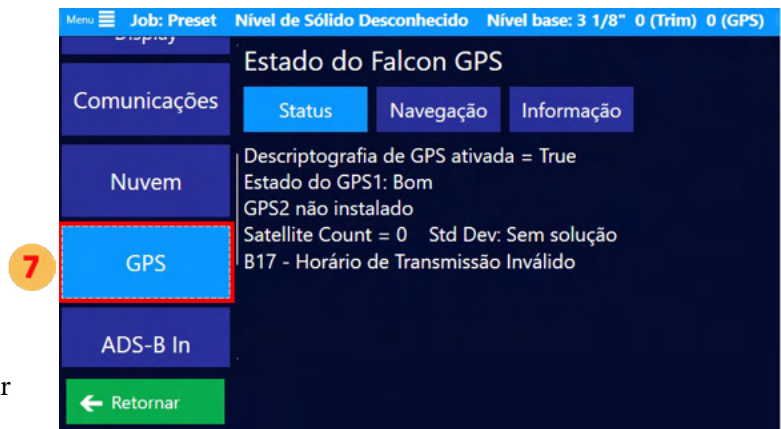 Menu Job: Preset Nível de Sólido Desconhecido Nível base: 3 1/8" 0 (Trim) 0 (GPS)
Display
Estado do Falcon GPS
Comunicações
Status Navegação Informação
Descriptografia de GPS ativada = True
Nuvem
Estado do GPS1: Bom
GPS2 não instalado
Satellite Count = 0 Std Dev: Sem solução
7
GPS
B17 - Horário de Transmissão Inválido
ADS-B In
r
Retornar